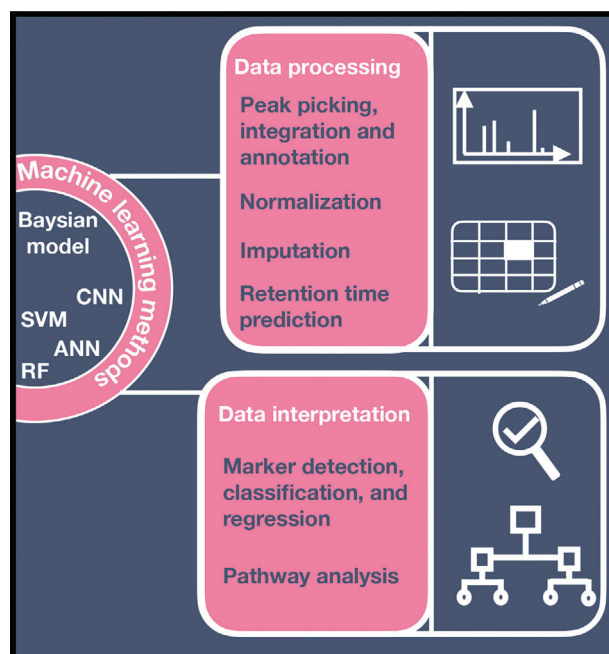 Machine learning methods
Baysian
model
CNN
SVM
ANN
RF
Data processing
Peak picking,
integration and
annotation
Normalization
Imputation
Retention time
prediction
Data interpretation
Marker detection,
classification, and
regression
Pathway analysis